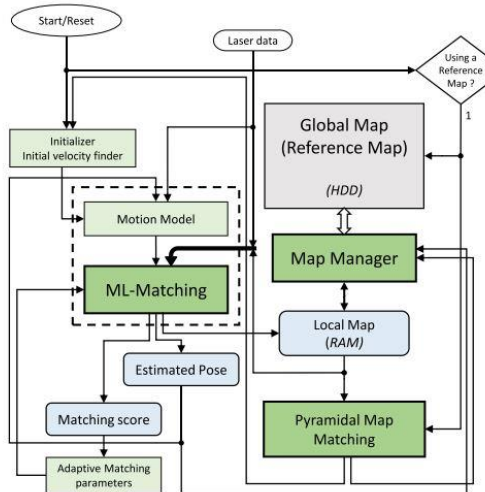 Start/Reset
Laser data
Using a
Reference
Map ?
1
Initializer
Initial velocity finder
Global Map
(Reference Map)
(HDD)
Motion Model
Map Manager
ML-Matching
Local Map
(RAM)
Estimated Pose
Matching score
Pyramidal Map
Matching
Adaptive Matching
parameters